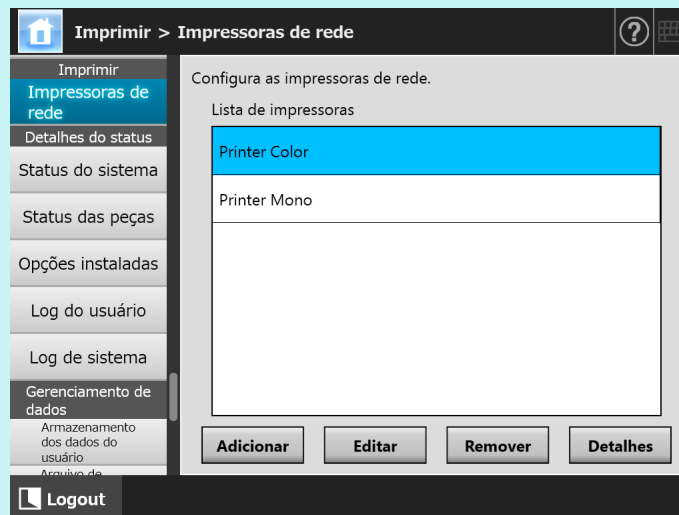 Imprimir > Impressoras de rede
?
Imprimir
Impressoras de
rede
Detalhes do status
Status do sistema
Status das peças
Opções instaladas
Log do usuário
Log de sistema
Gerenciamento de
dados
Armazenamento
dos dados do
usuário
Arquivo de
Configura as impressoras de rede.
Lista de impressoras
Printer Color
Printer Mono
Adicionar
Editar
Remover
Detalhes
Logout